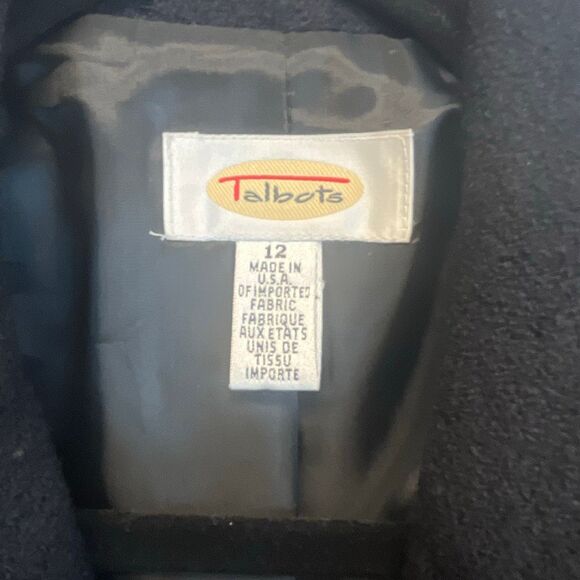 Talbots
12
MADE IN
U.S.A.
OF IMPORTED
FABRIC
FABRIQUE
AUX ETATS
UNIS DE
TISSU
IMPORTE